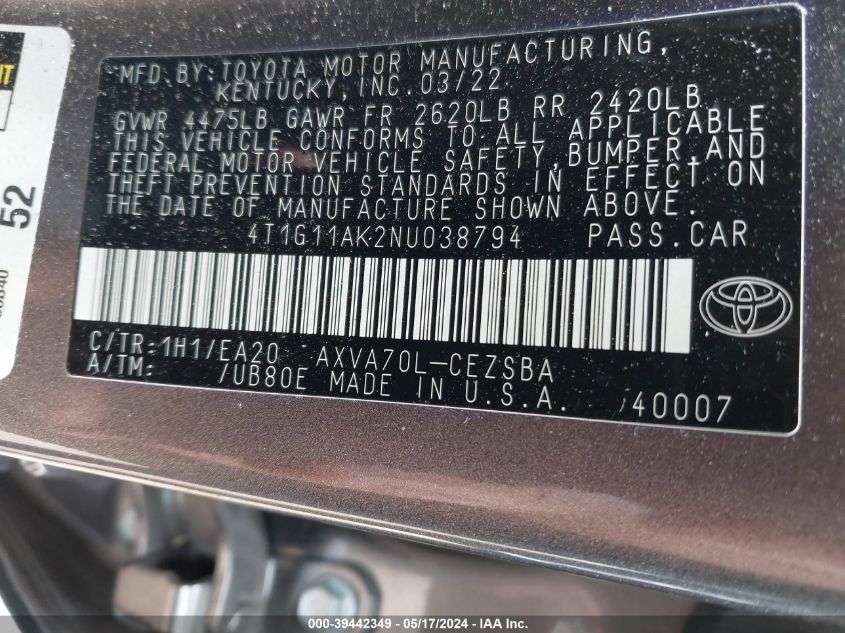 MFD.BY:TOYOTA MOTOR MANUFACTURING,
KENTUCKY, INC. 03/22
GVWR 4475LB GAWR FR 2620LB RR 2420LB
THIS VEHICLE CONFORMS TO ALL APPLICABLE
FEDERAL MOTOR VEHICLE SAFETY, BUMPER, AND
THEFT PREVENTION STANDARDS IN EFFECT ON
THE DATE OF MANUFACTURE SHOWN ABOVE.
4T1G11AK2NU038794 PASS.CAR
C/TR:1H1/EA20 AXVA70L-CEZSBA
A/TM: /UB80E MADE IN U.S.A. 40007
52
000-39442349 - 05/17/2024 - IAA Inc.